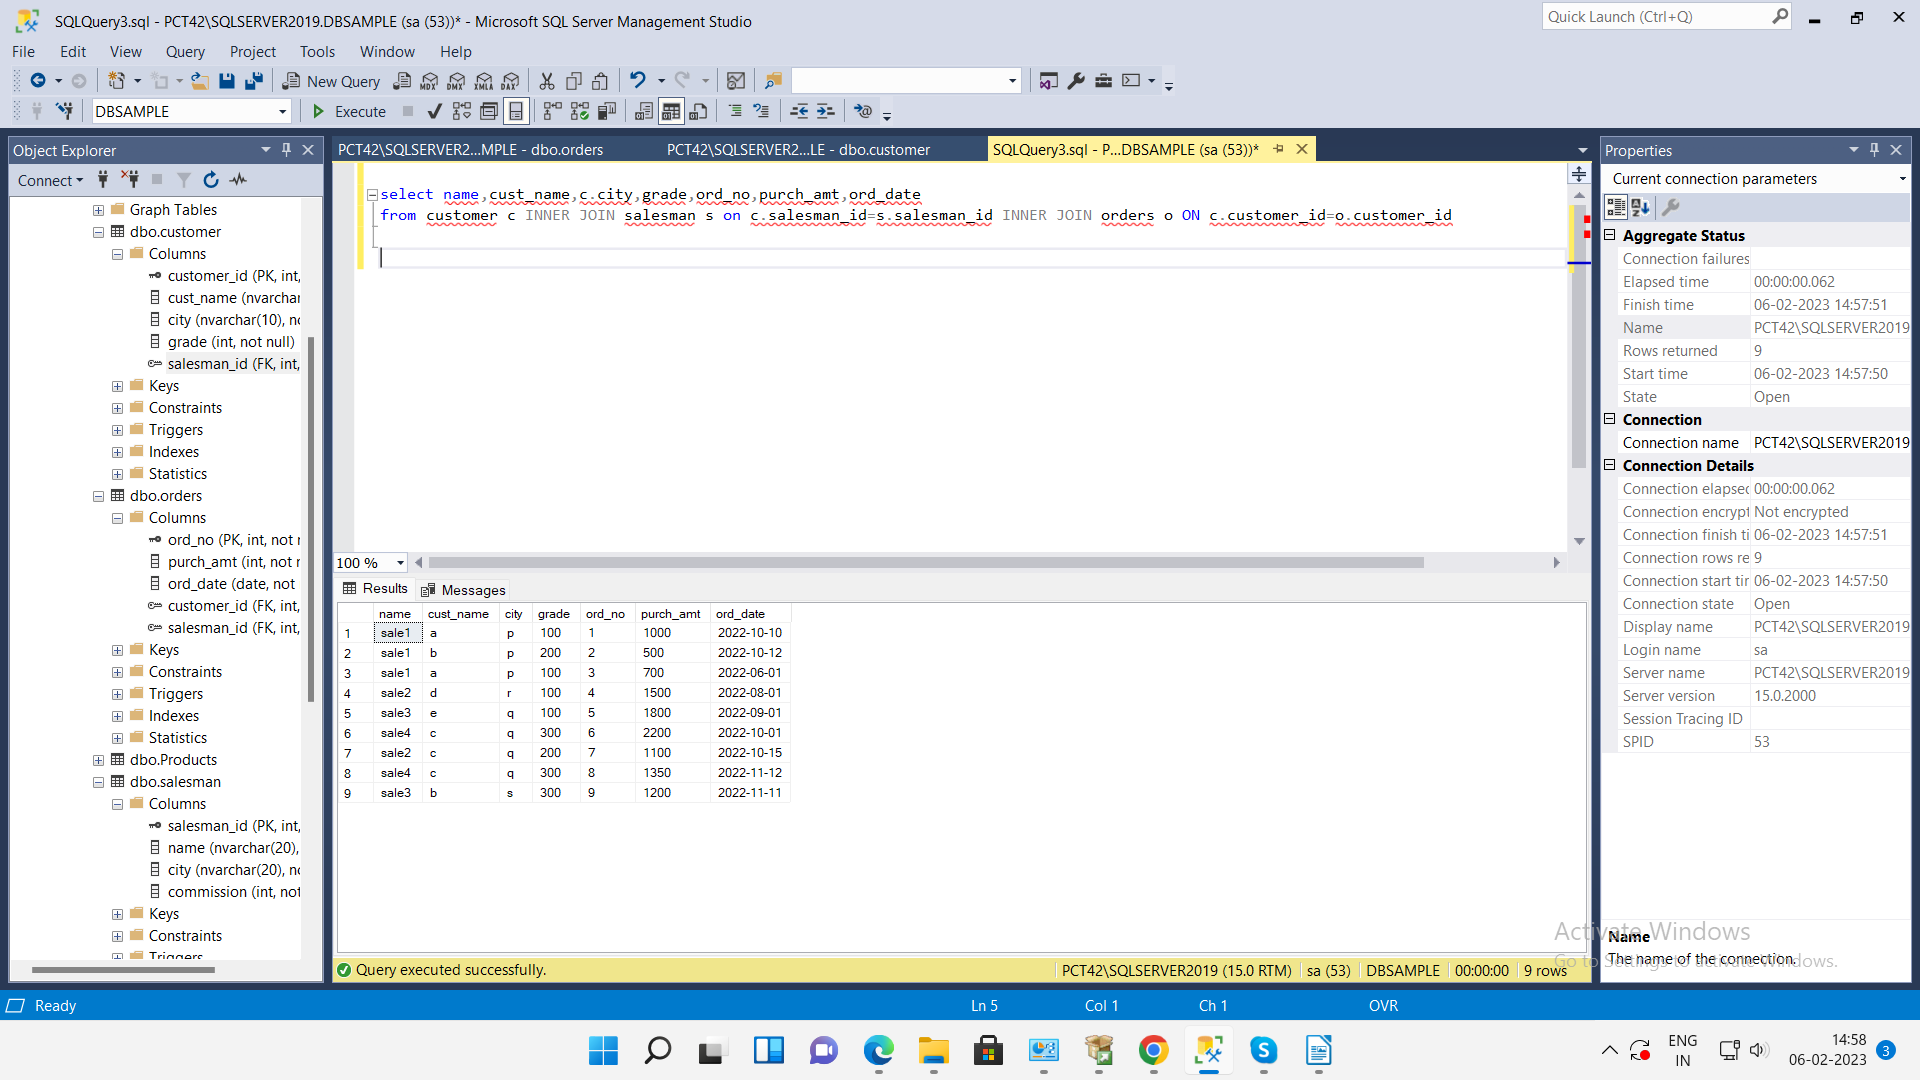 SQLQuery3.sql - PCT42\SQLSERVER2019.DBSAMPLE (sa (53))* - Microsoft SQL Server Management Studio
Quick Launch (Ctrl+Q)
File Edit View Query Project Tools Window Help
New Query
MDX DMX XMLA DAX
DBSAMPLE
Execute
Object Explorer
Connect
Graph Tables
dbo.customer
Columns
customer_id (PK, int,
cust_name (nvarchar
city (nvarchar(10), no
grade (int, not null)
salesman_id (FK, int,
Keys
Constraints
Triggers
Indexes
Statistics
dbo.orders
Columns
ord_no (PK, int, not r
purch_amt (int, not r
ord_date (date, not
customer_id (FK, int,
salesman_id (FK, int,
Keys
Constraints
Triggers
Indexes
Statistics
dbo.Products
dbo.salesman
Columns
salesman_id (PK, int,
name (nvarchar(20),
city (nvarchar(20), no
commission (int, not
Keys
Constraints
Triggers
PCT42\SQLSERVER2...MPLE - dbo.orders
PCT42\SQLSERVER2...LE - dbo.customer
SQLQuery3.sql - P...DBSAMPLE (sa (53))*
select name,cust_name,c.city,grade,ord_no,purch_amt,ord_date
from customer c INNER JOIN salesman s on c.salesman_id=s.salesman_id INNER JOIN orders o ON c.customer_id=o.customer_id
100 %
Results Messages
name cust_name city grade ord_no purch_amt ord_date
1 sale1 a p 100 1 1000 2022-10-10
2 sale1 b p 200 2 500 2022-10-12
3 sale1 a p 100 3 700 2022-06-01
4 sale2 d r 100 4 1500 2022-08-01
5 sale3 e q 100 5 1800 2022-09-01
6 sale4 c q 300 6 2200 2022-10-01
7 sale2 c q 200 7 1100 2022-10-15
8 sale4 c q 300 8 1350 2022-11-12
9 sale3 b s 300 9 1200 2022-11-11
Query executed successfully.
PCT42\SQLSERVER2019 (15.0 RTM) sa (53) DBSAMPLE 00:00:00 9 rows
Properties
Current connection parameters
Aggregate Status
Connection failures
Elapsed time 00:00:00.062
Finish time 06-02-2023 14:57:51
Name PCT42\SQLSERVER2019
Rows returned 9
Start time 06-02-2023 14:57:50
State Open
Connection
Connection name PCT42\SQLSERVER2019
Connection Details
Connection elapsed 00:00:00.062
Connection encrypt Not encrypted
Connection finish ti 06-02-2023 14:57:51
Connection rows re 9
Connection start tir 06-02-2023 14:57:50
Connection state Open
Display name PCT42\SQLSERVER2019
Login name sa
Server name PCT42\SQLSERVER2019
Server version 15.0.2000
Session Tracing ID
SPID 53
Name
The name of the connection.
Activate Windows
Go to Settings to activate Windows.
Ready Ln 5 Col 1 Ch 1 OVR
ENG
IN
14:58
06-02-2023
3